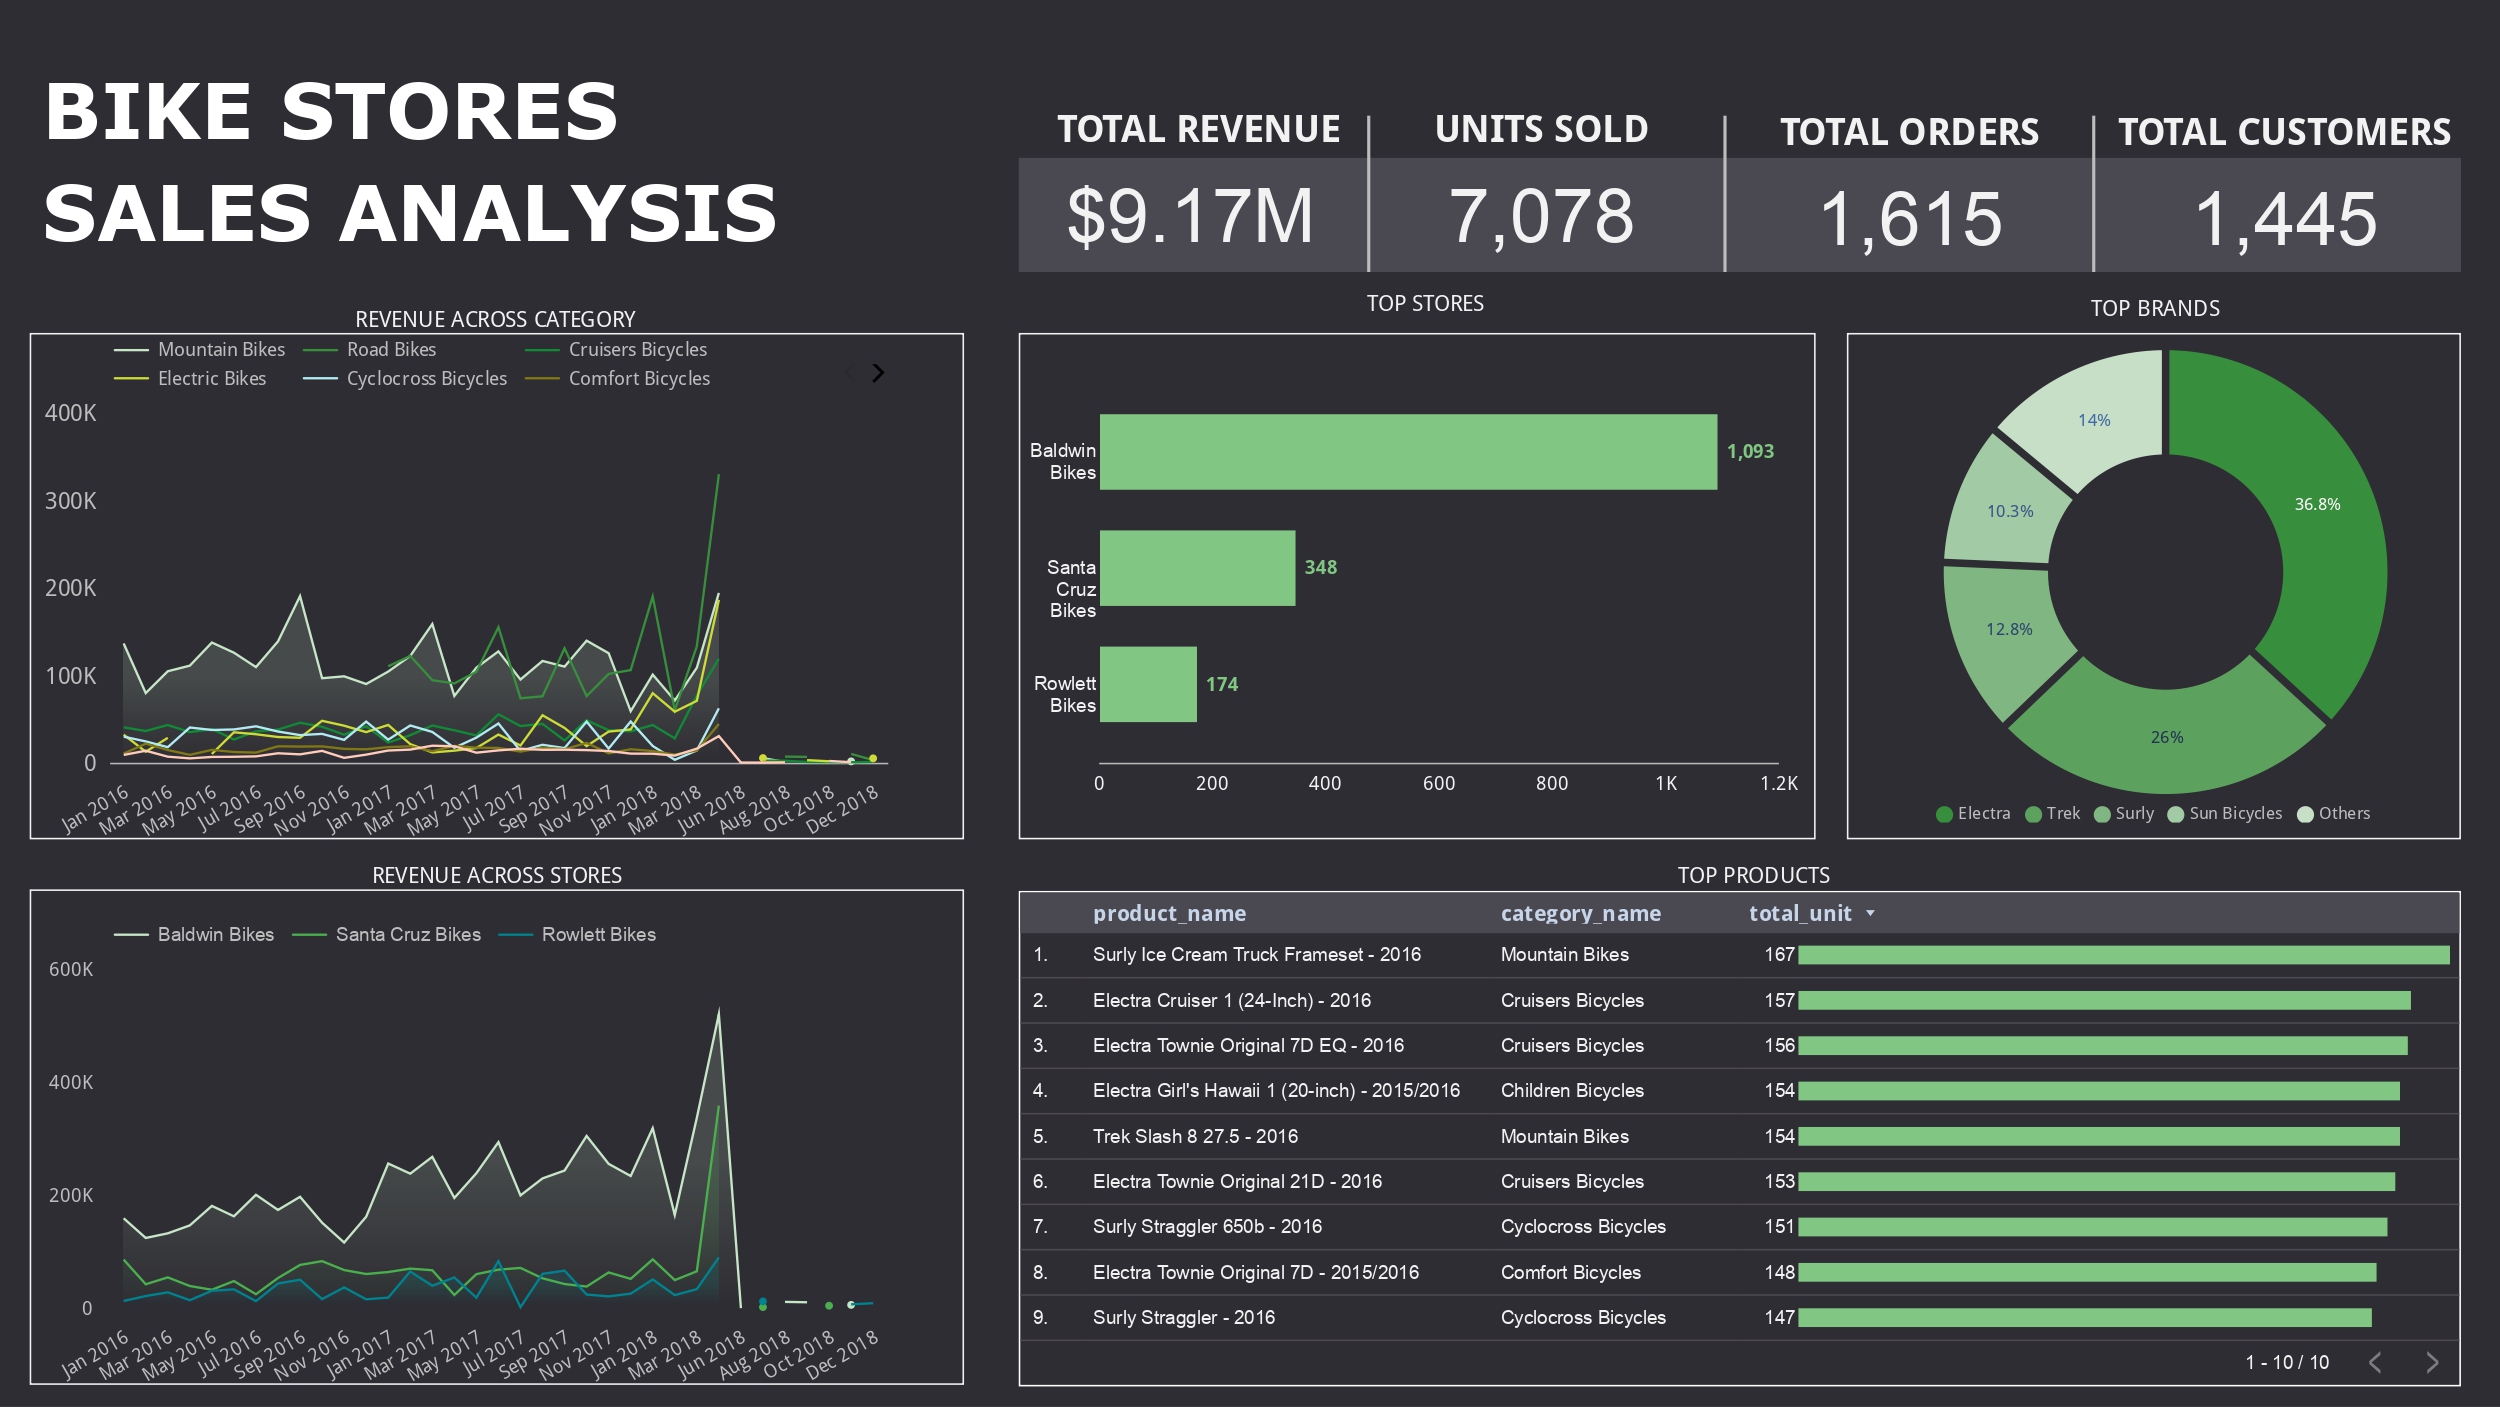 BIKE STORES
SALES ANALYSIS
TOTAL REVENUE
$9.17M
UNITS SOLD
7,078
TOTAL ORDERS
1,615
TOTAL CUSTOMERS
1,445
REVENUE ACROSS CATEGORY
Mountain Bikes Road Bikes Cruisers Bicycles
Electric Bikes Cyclocross Bicycles Comfort Bicycles
400K
300K
200K
100K
0
Jan 2016 Mar 2016 May 2016 Jul 2016 Sep 2016 Nov 2016 Jan 2017 Mar 2017 May 2017 Jul 2017 Sep 2017 Nov 2017 Jan 2018 Mar 2018 Jun 2018 Aug 2018 Oct 2018 Dec 2018
TOP STORES
Baldwin
Bikes
1,093
Santa
Cruz
Bikes
348
Rowlett
Bikes
174
0 200 400 600 800 1K 1.2K
TOP BRANDS
14%
36.8%
10.3%
12.8%
26%
Electra Trek Surly Sun Bicycles Others
REVENUE ACROSS STORES
Baldwin Bikes Santa Cruz Bikes Rowlett Bikes
600K
400K
200K
0
Jan 2016 Mar 2016 May 2016 Jul 2016 Sep 2016 Nov 2016 Jan 2017 Mar 2017 May 2017 Jul 2017 Sep 2017 Nov 2017 Jan 2018 Mar 2018 Jun 2018 Aug 2018 Oct 2018 Dec 2018
TOP PRODUCTS
product_name category_name total_unit
1. Surly Ice Cream Truck Frameset - 2016 Mountain Bikes 167
2. Electra Cruiser 1 (24-Inch) - 2016 Cruisers Bicycles 157
3. Electra Townie Original 7D EQ - 2016 Cruisers Bicycles 156
4. Electra Girl's Hawaii 1 (20-inch) - 2015/2016 Children Bicycles 154
5. Trek Slash 8 27.5 - 2016 Mountain Bikes 154
6. Electra Townie Original 21D - 2016 Cruisers Bicycles 153
7. Surly Straggler 650b - 2016 Cyclocross Bicycles 151
8. Electra Townie Original 7D - 2015/2016 Comfort Bicycles 148
9. Surly Straggler - 2016 Cyclocross Bicycles 147
1 - 10 / 10